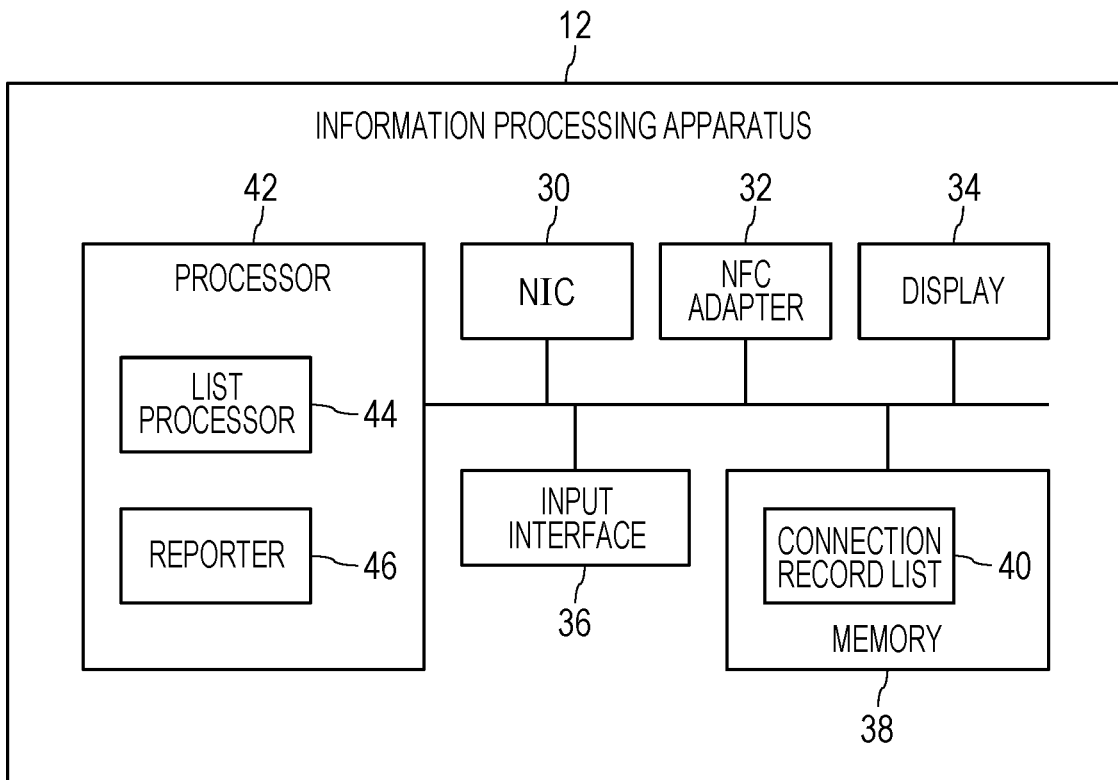 12
INFORMATION PROCESSING APPARATUS
42
30
32
34
PROCESSOR
NIC
NFC
ADAPTER
DISPLAY
LIST
PROCESSOR
44
REPORTER
46
INPUT
INTERFACE
36
CONNECTION
RECORD LIST
40
MEMORY
38